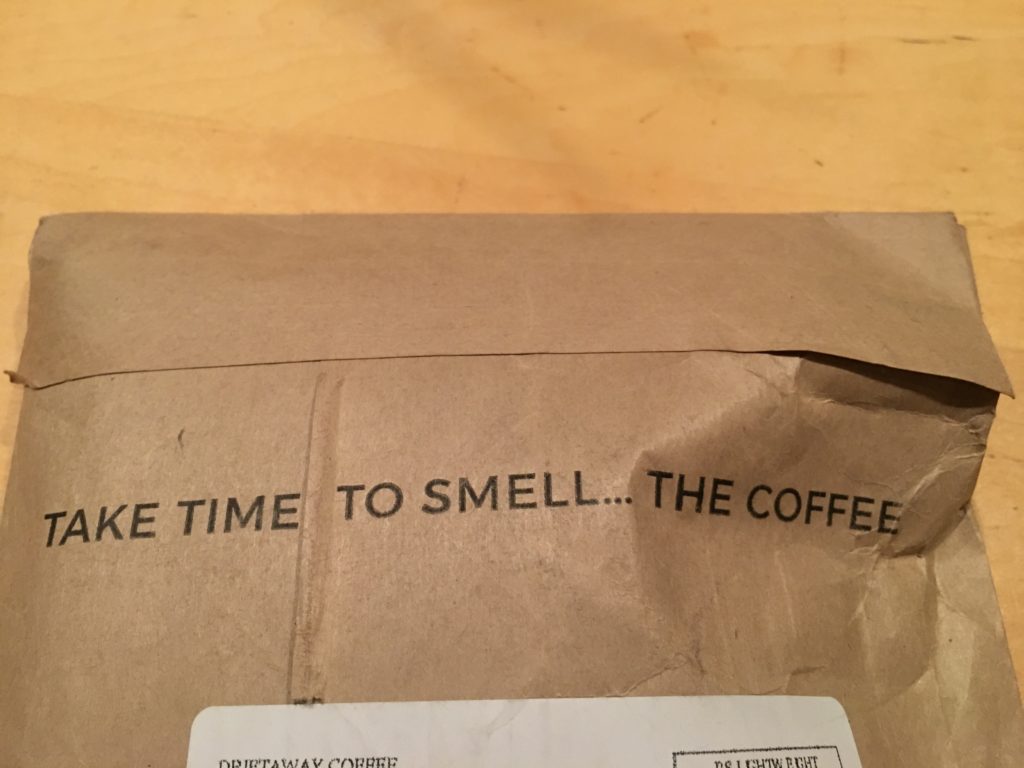 TAKE TIME TO SMELL... THE COFFEE
DRIFTAWAY COFFEE